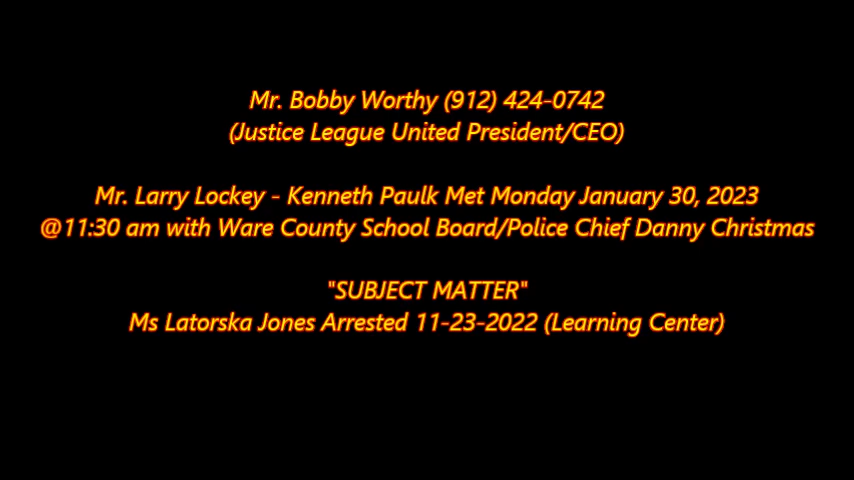 Mr. Bobby Worthy (912) 424-0742
(Justice League United President/CEO)
Mr. Larry Lockey - Kenneth Paulk Met Monday January 30, 2023
@11:30 am with Ware County School Board/Police Chief Danny Christmas
"SUBJECT MATTER"
Ms Latorska Jones Arrested 11-23-2022 (Learning Center)